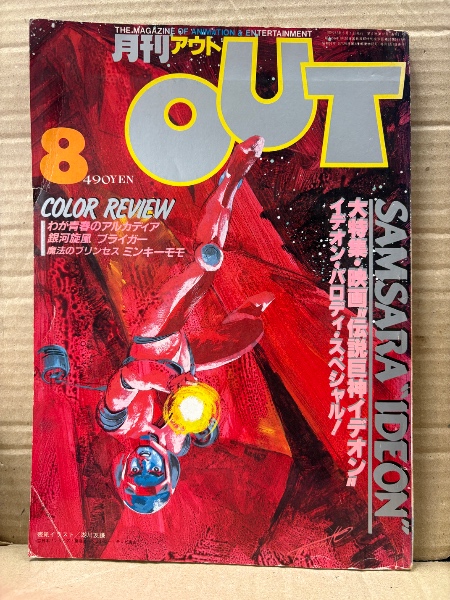 THE MAGAZINE OF ANIMATION & ENTERTAINMENT
月刊アウト
OUT
8
490YEN
COLOR REVIEW
わが青春のアルカディア
銀河旋風 ブライガー
魔法のプリンセス ミンキーモモ
SAMSARA "IDEON"
大特集・映画"伝説巨神イデオン"
イデオン・パロディ・スペシャル!